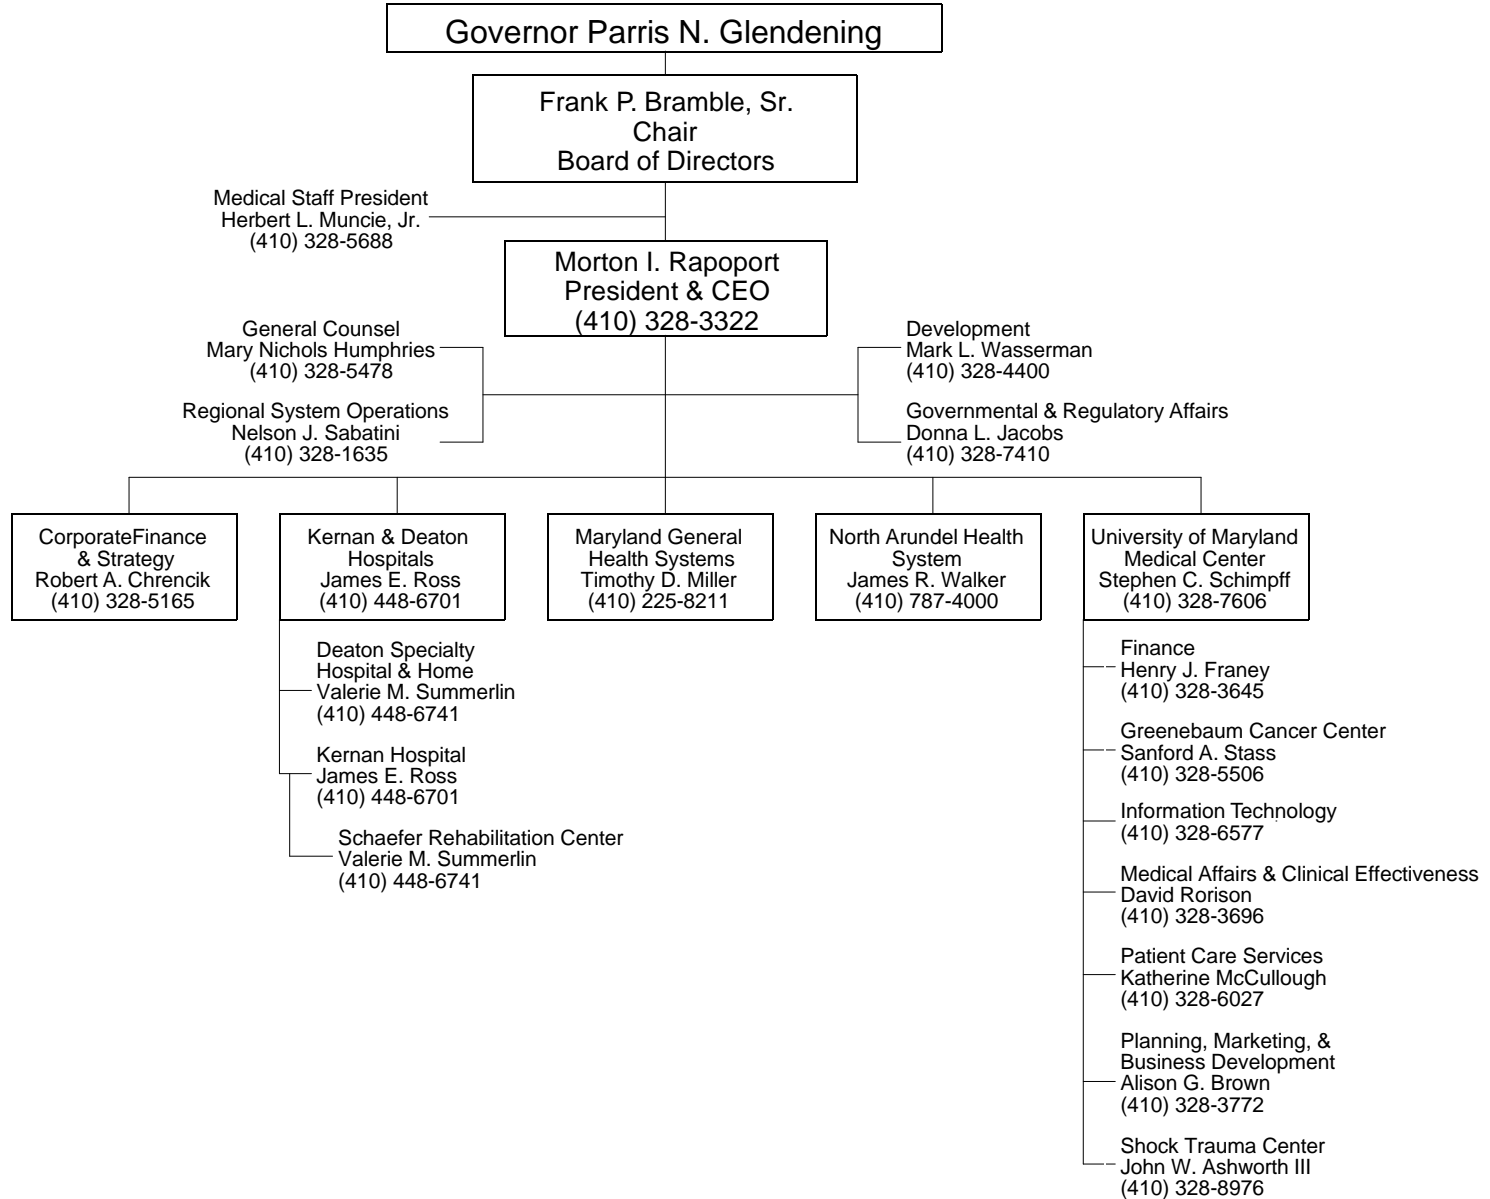 Governor Parris N. Glendening
Frank P. Bramble, Sr.
Chair
Board of Directors
Medical Staff President
Herbert L. Muncie, Jr.
(410) 328-5688
Morton I. Rapoport
President & CEO
(410) 328-3322
General Counsel
Mary Nichols Humphries
(410) 328-5478
Regional System Operations
Nelson J. Sabatini
(410) 328-1635
Development
Mark L. Wasserman
(410) 328-4400
Governmental & Regulatory Affairs
Donna L. Jacobs
(410) 328-7410
CorporateFinance
& Strategy
Robert A. Chrencik
(410) 328-5165
Kernan & Deaton
Hospitals
James E. Ross
(410) 448-6701
Maryland General
Health Systems
Timothy D. Miller
(410) 225-8211
North Arundel Health
System
James R. Walker
(410) 787-4000
University of Maryland
Medical Center
Stephen C. Schimpff
(410) 328-7606
Deaton Specialty
Hospital & Home
Valerie M. Summerlin
(410) 448-6741
Kernan Hospital
James E. Ross
(410) 448-6701
Schaefer Rehabilitation Center
Valerie M. Summerlin
(410) 448-6741
Finance
Henry J. Franey
(410) 328-3645
Greenebaum Cancer Center
Sanford A. Stass
(410) 328-5506
Information Technology
(410) 328-6577
Medical Affairs & Clinical Effectiveness
David Rorison
(410) 328-3696
Patient Care Services
Katherine McCullough
(410) 328-6027
Planning, Marketing, &
Business Development
Alison G. Brown
(410) 328-3772
Shock Trauma Center
John W. Ashworth III
(410) 328-8976